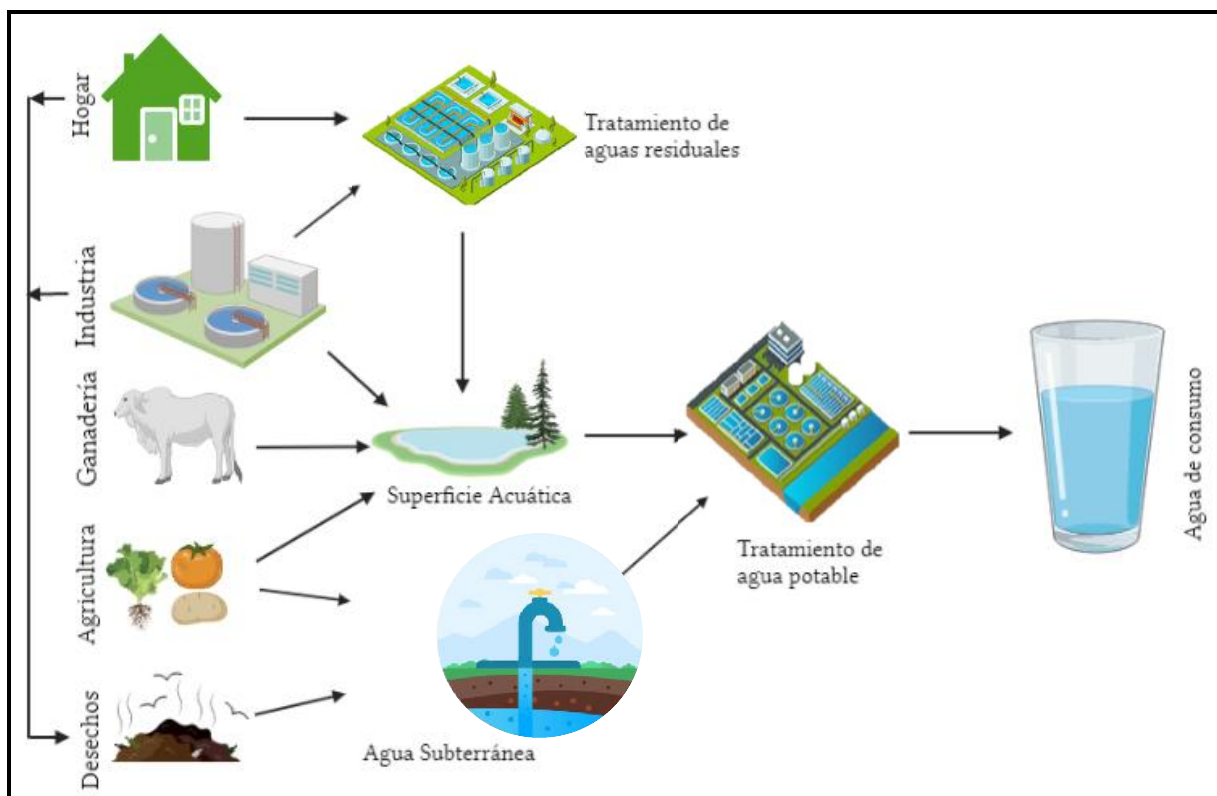 Hogar
Tratamiento de
aguas residuales
Industria
Ganadería
Superficie Acuática
Agua de consumo
Agricultura
Tratamiento de
agua potable
Desechos
Agua Subterránea